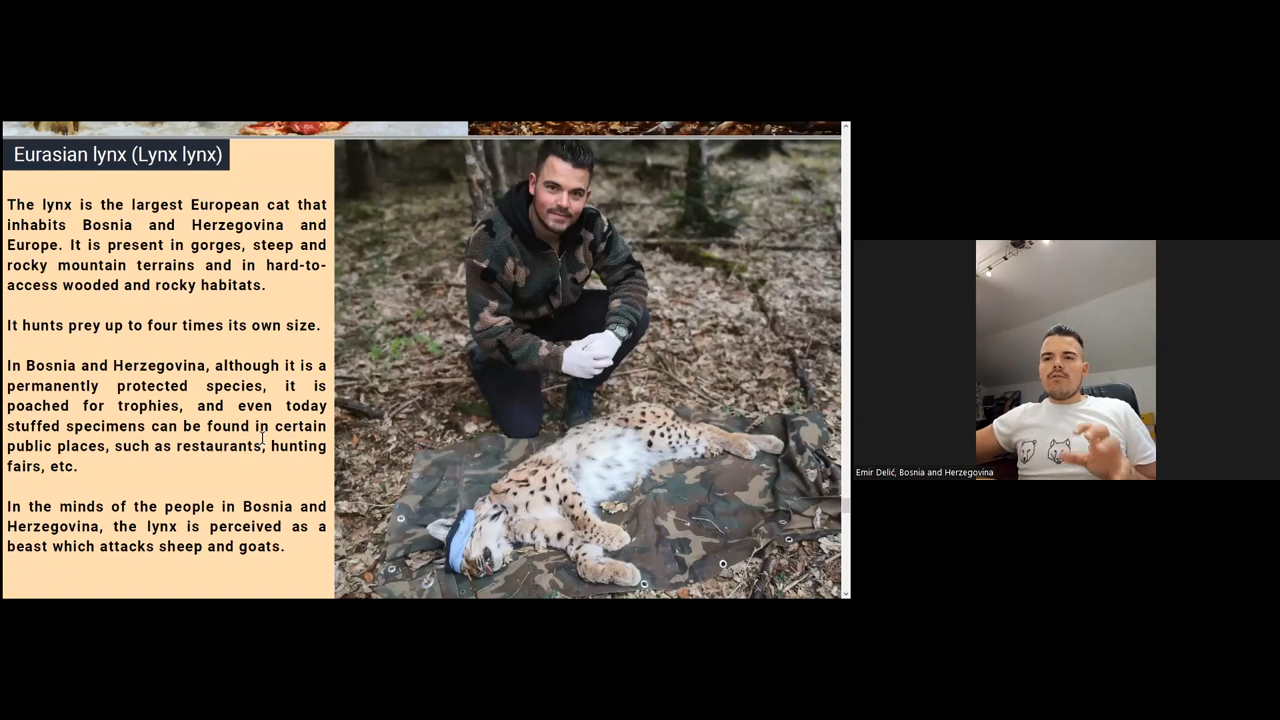 Eurasian lynx (Lynx lynx)
The lynx is the largest European cat that
inhabits Bosnia and Herzegovina and
Europe. It is present in gorges, steep and
rocky mountain terrains and in hard-to-
access wooded and rocky habitats.
It hunts prey up to four times its own size.
In Bosnia and Herzegovina, although it is a
permanently protected species, it is
poached for trophies, and even today
stuffed specimens can be found in certain
public places, such as restaurants, hunting
fairs, etc.
In the minds of the people in Bosnia and
Herzegovina, the lynx is perceived as a
beast which attacks sheep and goats.
Emir Delić, Bosnia and Herzegovina